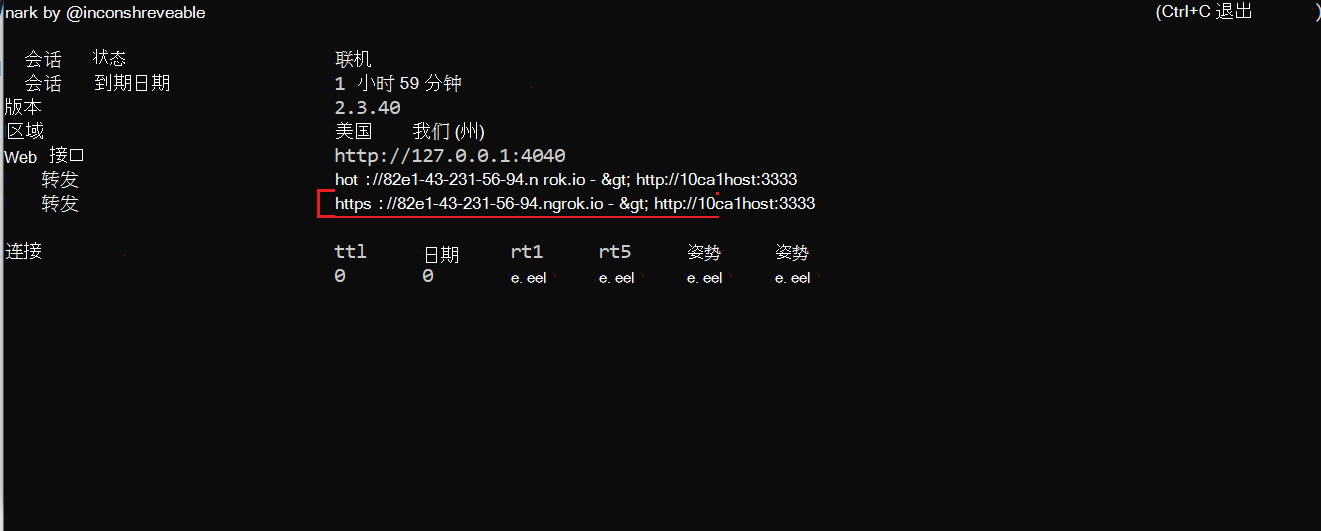 nark by @inconshreveable (Ctrl+C 退出 )
会话 状态 联机
会话 到期日期 1 小时 59 分钟
版本 2.3.40
区域 美国 我们 (州)
Web 接口 http://127.0.0.1:4040
转发 hot ://82e1-43-231-56-94.n rok.io - &gt; http://10ca1host:3333
转发 https ://82e1-43-231-56-94.ngrok.io - &gt; http://10ca1host:3333
连接 ttl 日期 rt1 rt5 姿势 姿势
0 0 e. eel e. eel e. eel e. eel